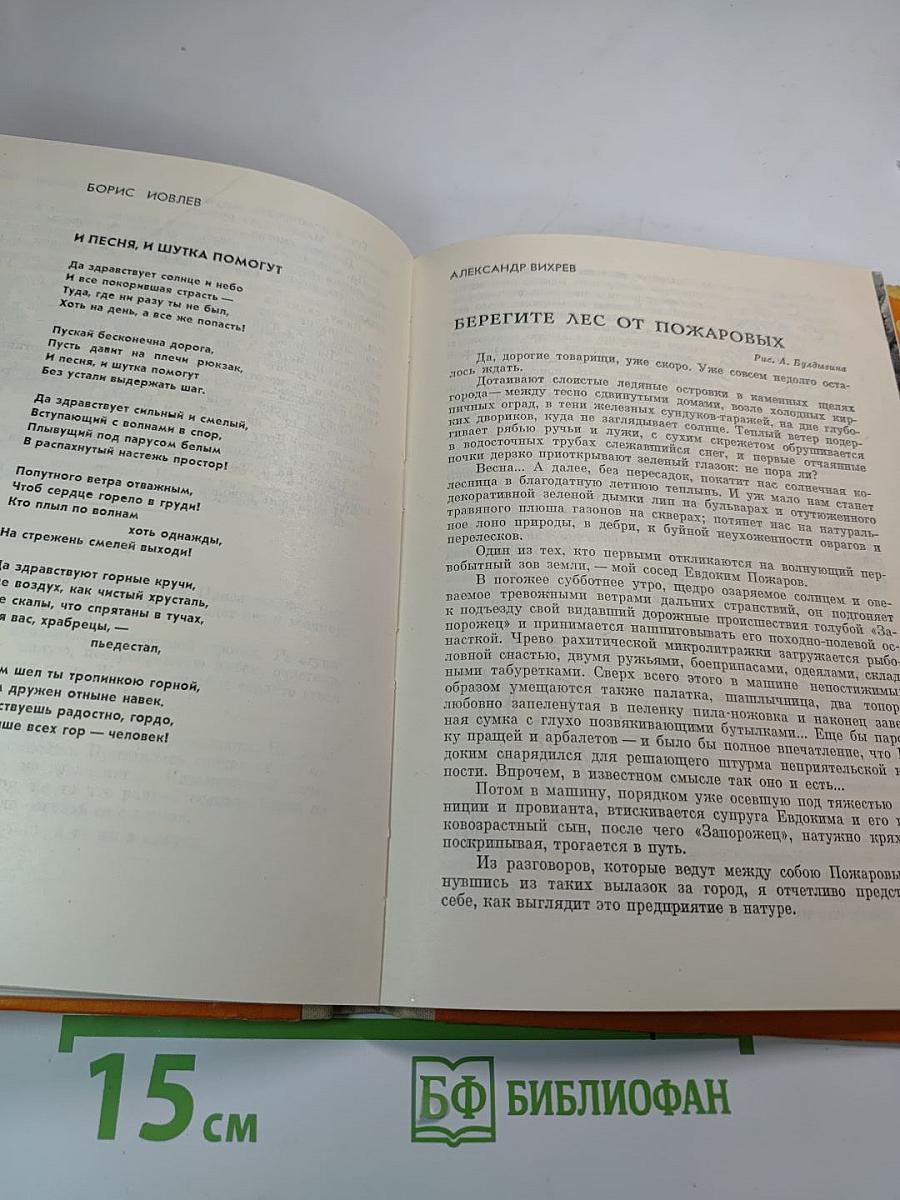 БОРИС ИОВЛЕВ
И ПЕСНЯ, И ШУТКА ПОМОГУТ
Да здравствует солнце и небо
И все покорившая страсть —
Туда, где ни разу ты не был,
Хоть на день, а все же попасть!
Пускай бесконечна дорога,
Пусть давит на плечи рюкзак,
И песня, и шутка помогут
Без устали выдержать шаг.
Да здравствует сильный и смелый,
Вступающий с волнами в спор,
Плывущий под парусом белым
В распахнутый настежь простор!
Попутного ветра отважным,
Чтоб сердце горело в груди!
Кто плыл по волнам
хоть однажды,
На стрежень смелей выходи!
да здравствуют горные кручи,
воздух, как чистый хрусталь,
скалы, что спрятаны в тучах,
вас, храбрецы, —
пьедестал,
шел ты тропинкою горной,
дружен отныне навек.
радостно, гордо,
всех гор — человек!
АЛЕКСАНДР ВИХРЕВ
БЕРЕГИТЕ ЛЕС ОТ ПОЖАРОВЫХ
Рис. А. Булдыгина
Да, дорогие товарищи, уже скоро. Уже совсем недолго оста-
лось ждать.
Дотаивают слоистые ледяные островки в каменных щелях
города — между тесно сдвинутыми домами, возле холодных кир-
пичных оград, в тени железных сундуков-таражей, на дне глубо-
ких двориков, куда не заглядывает солнце. Теплый ветер подер-
гивает рябью ручьи и лужи, с сухим скрежетом обрушивается
в водосточных трубах слежавшийся снег, и первые отчаянные
почки дерзко приоткрывают зеленый глазок: не пора ли?
Весна... А далее, без пересадок, покатит нас солнечная ко-
лесница в благодатную летнюю теплынь. И уж мало нам станет
декоративной зеленой дымки лип на бульварах и отутюженного
травяного плюша газонов на скверах; потянет нас на натураль-
ное лоно природы, в дебри, к буйной неухоженности оврагов и
перелесков.
Один из тех, кто первыми откликаются на волнующий пер-
вобытный зов земли, — мой сосед Евдоким Пожаров.
В погожее субботнее утро, щедро озаряемое солнцем и ове-
ваемое тревожными ветрами дальних странствий, он подгоняет
к подъезду свой видавший дорожные происшествия голубой «За-
порожец» и принимается нашпиговывать его походно-полевой ос-
насткой. Чрево рахитической микролитражки загружается рыбо-
ловной снастью, двумя ружьями, боеприпасами, одеялами, склад
ными табуретками. Сверх всего этого в машине непостижимы
образом умещаются также палатка, шашлычница, два топор
любовно запеленутая в пеленку пила-ножовка и наконец заве
ная сумка с глухо позвякивающими бутылками... Еще бы паро
ку пращей и арбалетов — и было бы полное впечатление, что
доким снарядился для решающего штурма неприятельской к
пости. Впрочем, в известном смысле так оно и есть...
Потом в машину, порядком уже осевшую под тяжестью
ниции и провианта, втискивается супруга Евдокима и его
ковозрастный сын, после чего «Запорожец», натужно крях
поскрипывая, трогается в путь.
Из разговоров, которые ведут между собою Пожаровы
нувшись из таких вылазок за город, я отчетливо предст
себе, как выглядит это предприятие в натуре.
15 см
БФ БИБЛИОФАН